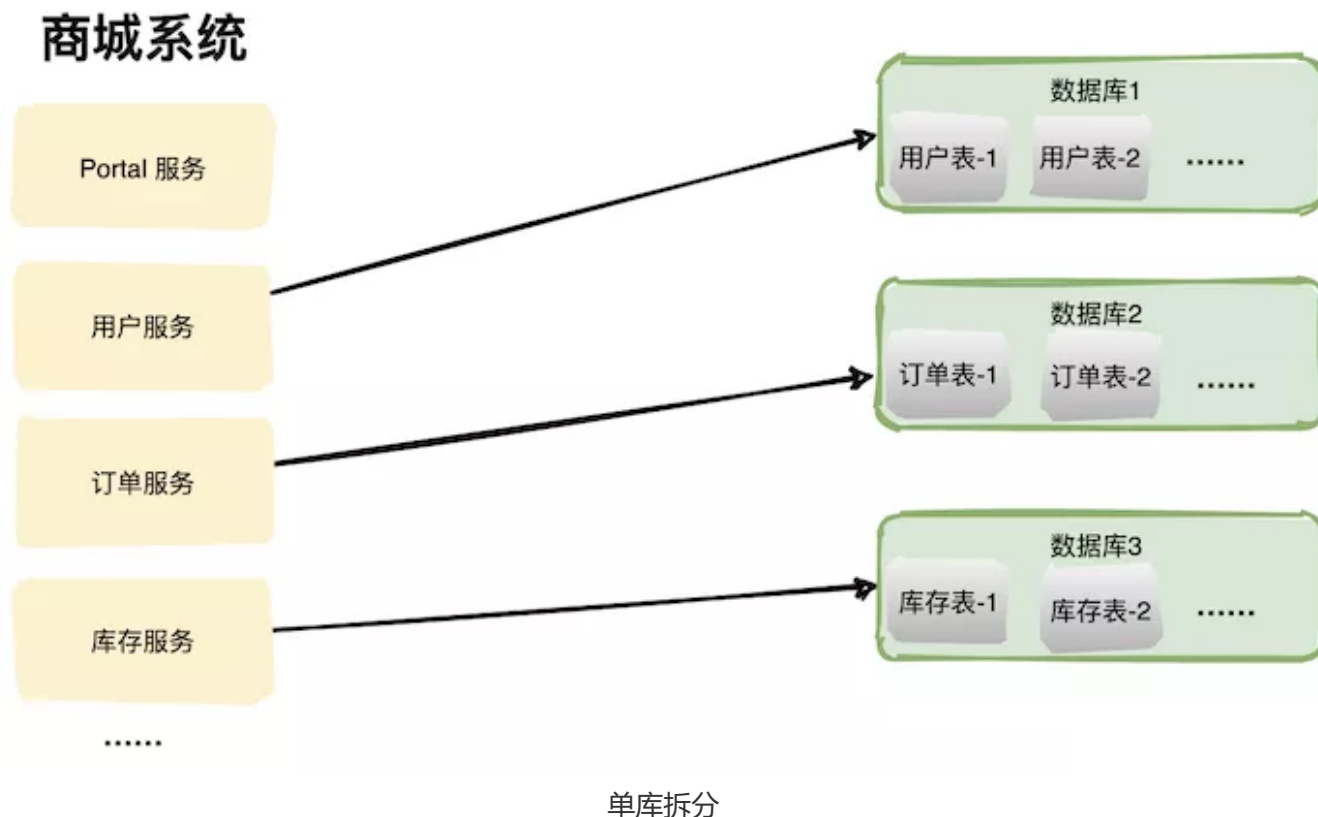 商城系统
Portal 服务
用户服务
订单服务
库存服务
......
数据库1
用户表-1 用户表-2 ......
数据库2
订单表-1 订单表-2 ......
数据库3
库存表-1 库存表-2 ......
单库拆分